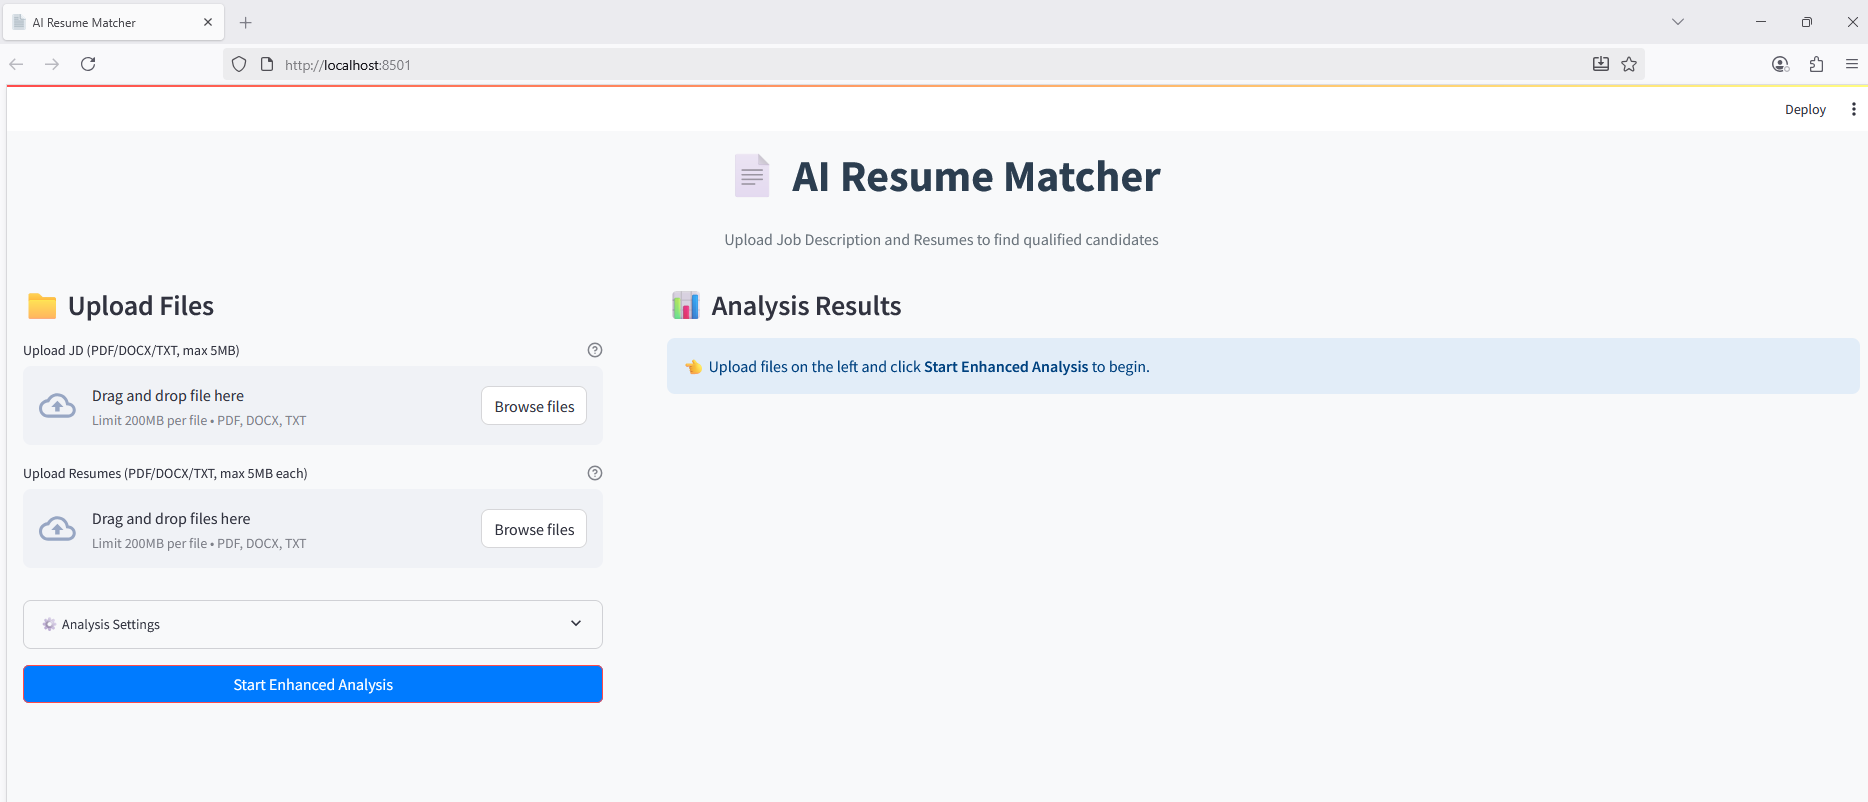 AI Resume Matcher
http://localhost:8501
Deploy
AI Resume Matcher
Upload Job Description and Resumes to find qualified candidates
Upload Files
Upload JD (PDF/DOCX/TXT, max 5MB)
Drag and drop file here
Limit 200MB per file • PDF, DOCX, TXT
Browse files
Upload Resumes (PDF/DOCX/TXT, max 5MB each)
Drag and drop files here
Limit 200MB per file • PDF, DOCX, TXT
Browse files
Analysis Settings
Start Enhanced Analysis
Analysis Results
Upload files on the left and click Start Enhanced Analysis to begin.